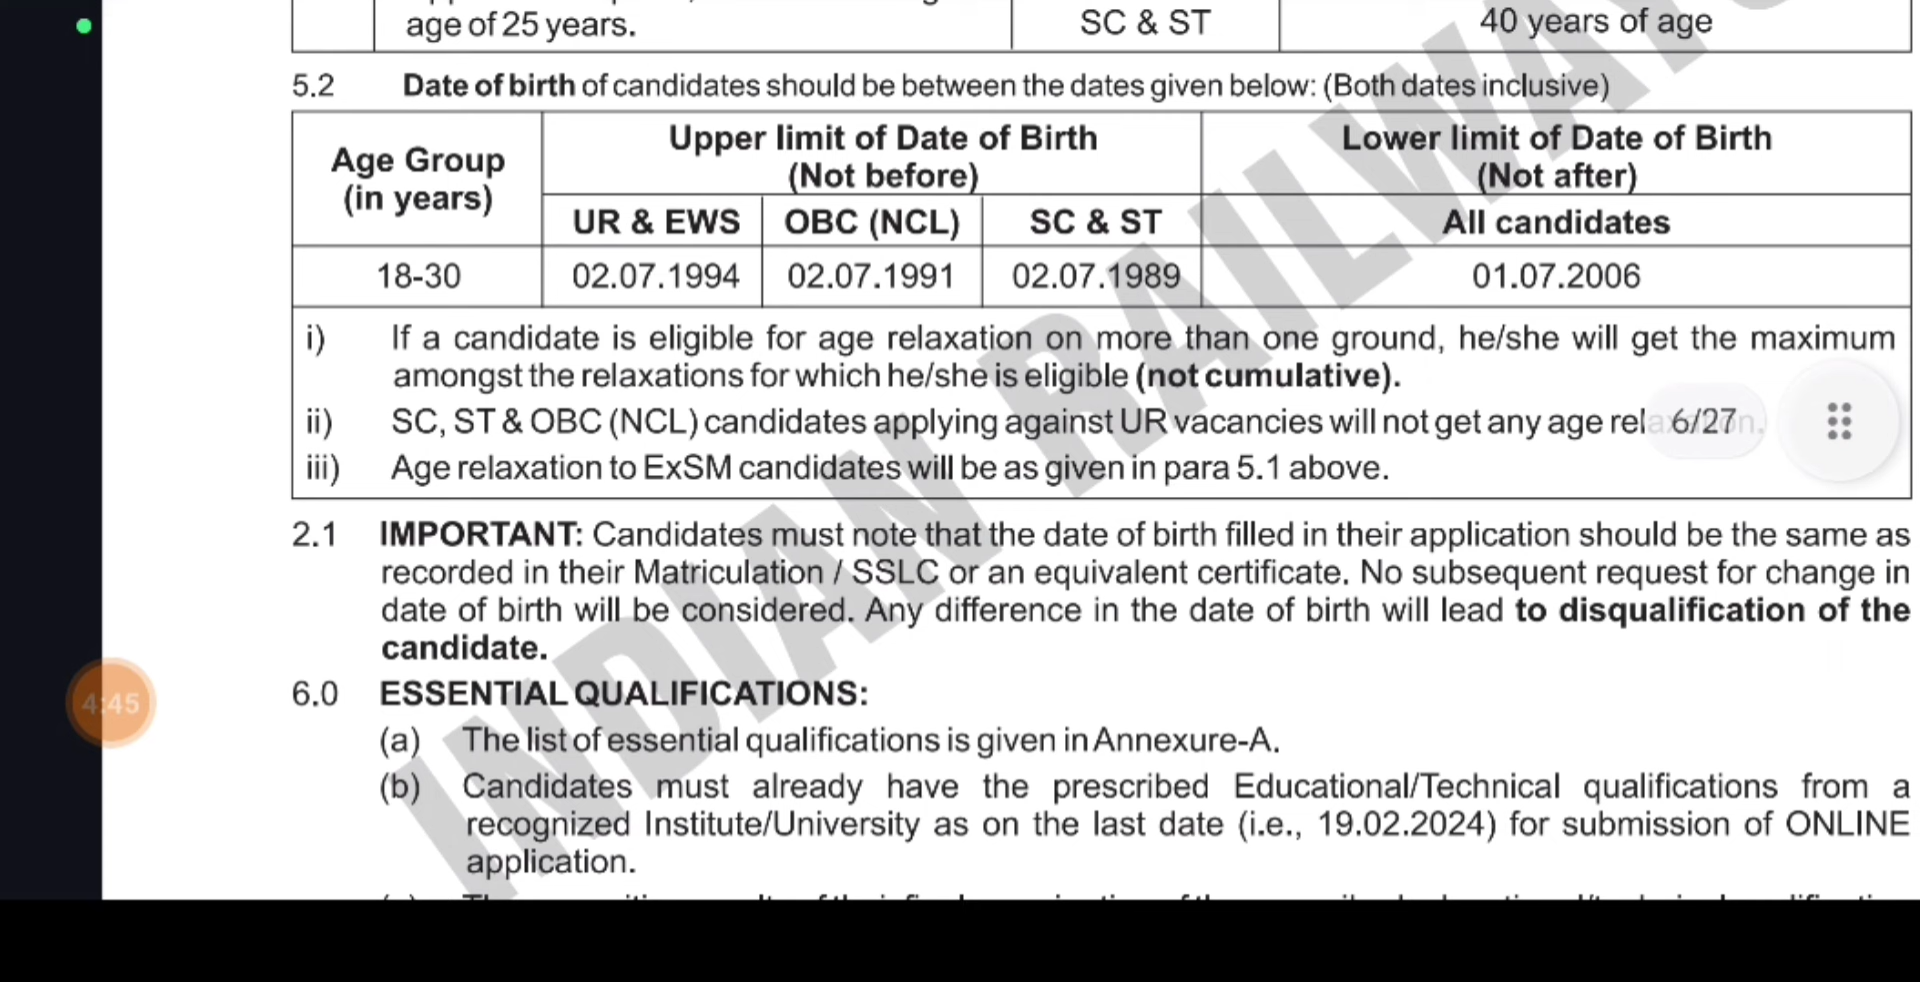 age of 25 years.
SC & ST
40 years of age
5.2 Date of birth of candidates should be between the dates given below: (Both dates inclusive)
Age Group
(in years)
Upper limit of Date of Birth
(Not before)
Lower limit of Date of Birth
(Not after)
UR & EWS OBC (NCL) SC & ST All candidates
18-30 02.07.1994 02.07.1991 02.07.1989 01.07.2006
i) If a candidate is eligible for age relaxation on more than one ground, he/she will get the maximum
amongst the relaxations for which he/she is eligible (not cumulative).
ii) SC, ST & OBC (NCL) candidates applying against UR vacancies will not get any age relaxation.
6/27
iii) Age relaxation to ExSM candidates will be as given in para 5.1 above.
2.1 IMPORTANT: Candidates must note that the date of birth filled in their application should be the same as
recorded in their Matriculation / SSLC or an equivalent certificate. No subsequent request for change in
date of birth will be considered. Any difference in the date of birth will lead to disqualification of the
candidate.
4:45
6.0 ESSENTIAL QUALIFICATIONS:
(a) The list of essential qualifications is given in Annexure-A.
(b) Candidates must already have the prescribed Educational/Technical qualifications from a
recognized Institute/University as on the last date (i.e., 19.02.2024) for submission of ONLINE
application.
INDIAN RAILWAYS